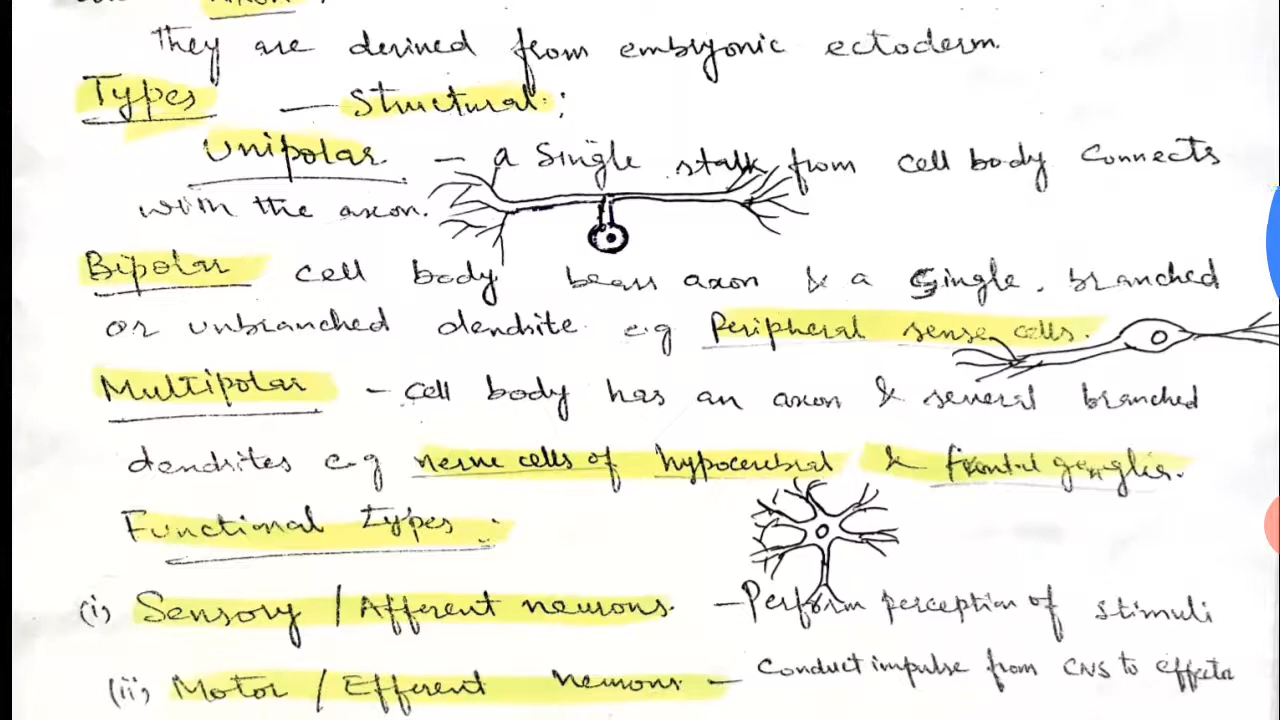 They are derived from embryonic ectoderm.
Types — Structural:
Unipolar — a single stalk from cell body connects
with the axon.
Bipolar cell body bears axon & a single, branched
or unbranched dendrite e.g Peripheral sense cells.
Multipolar — cell body has an axon & several branched
dendrites e.g nerve cells of hypocerebral & frontal ganglia.
Functional types:
(i) Sensory / Afferent neurons. — Perform perception of stimuli
(ii) Motor / Efferent neurons — Conduct impulse from CNS to effector